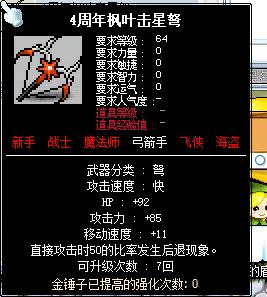 4周年枫叶击星弩
要求等级 : 64
要求力量 : 0
要求敏捷 : 0
要求智力 : 0
要求运气 : 0
要求人气度 : -
道具等级 : -
道具经验值 : -
新手 战士 魔法师 弓箭手 飞侠 海盗
武器分类 : 弩
攻击速度 : 快
HP : +92
攻击力 : +85
移动速度 : +11
直接攻击时50的比率发生后退现象。
可升级次数 : 7回
金锤子已提高的强化次数: 0